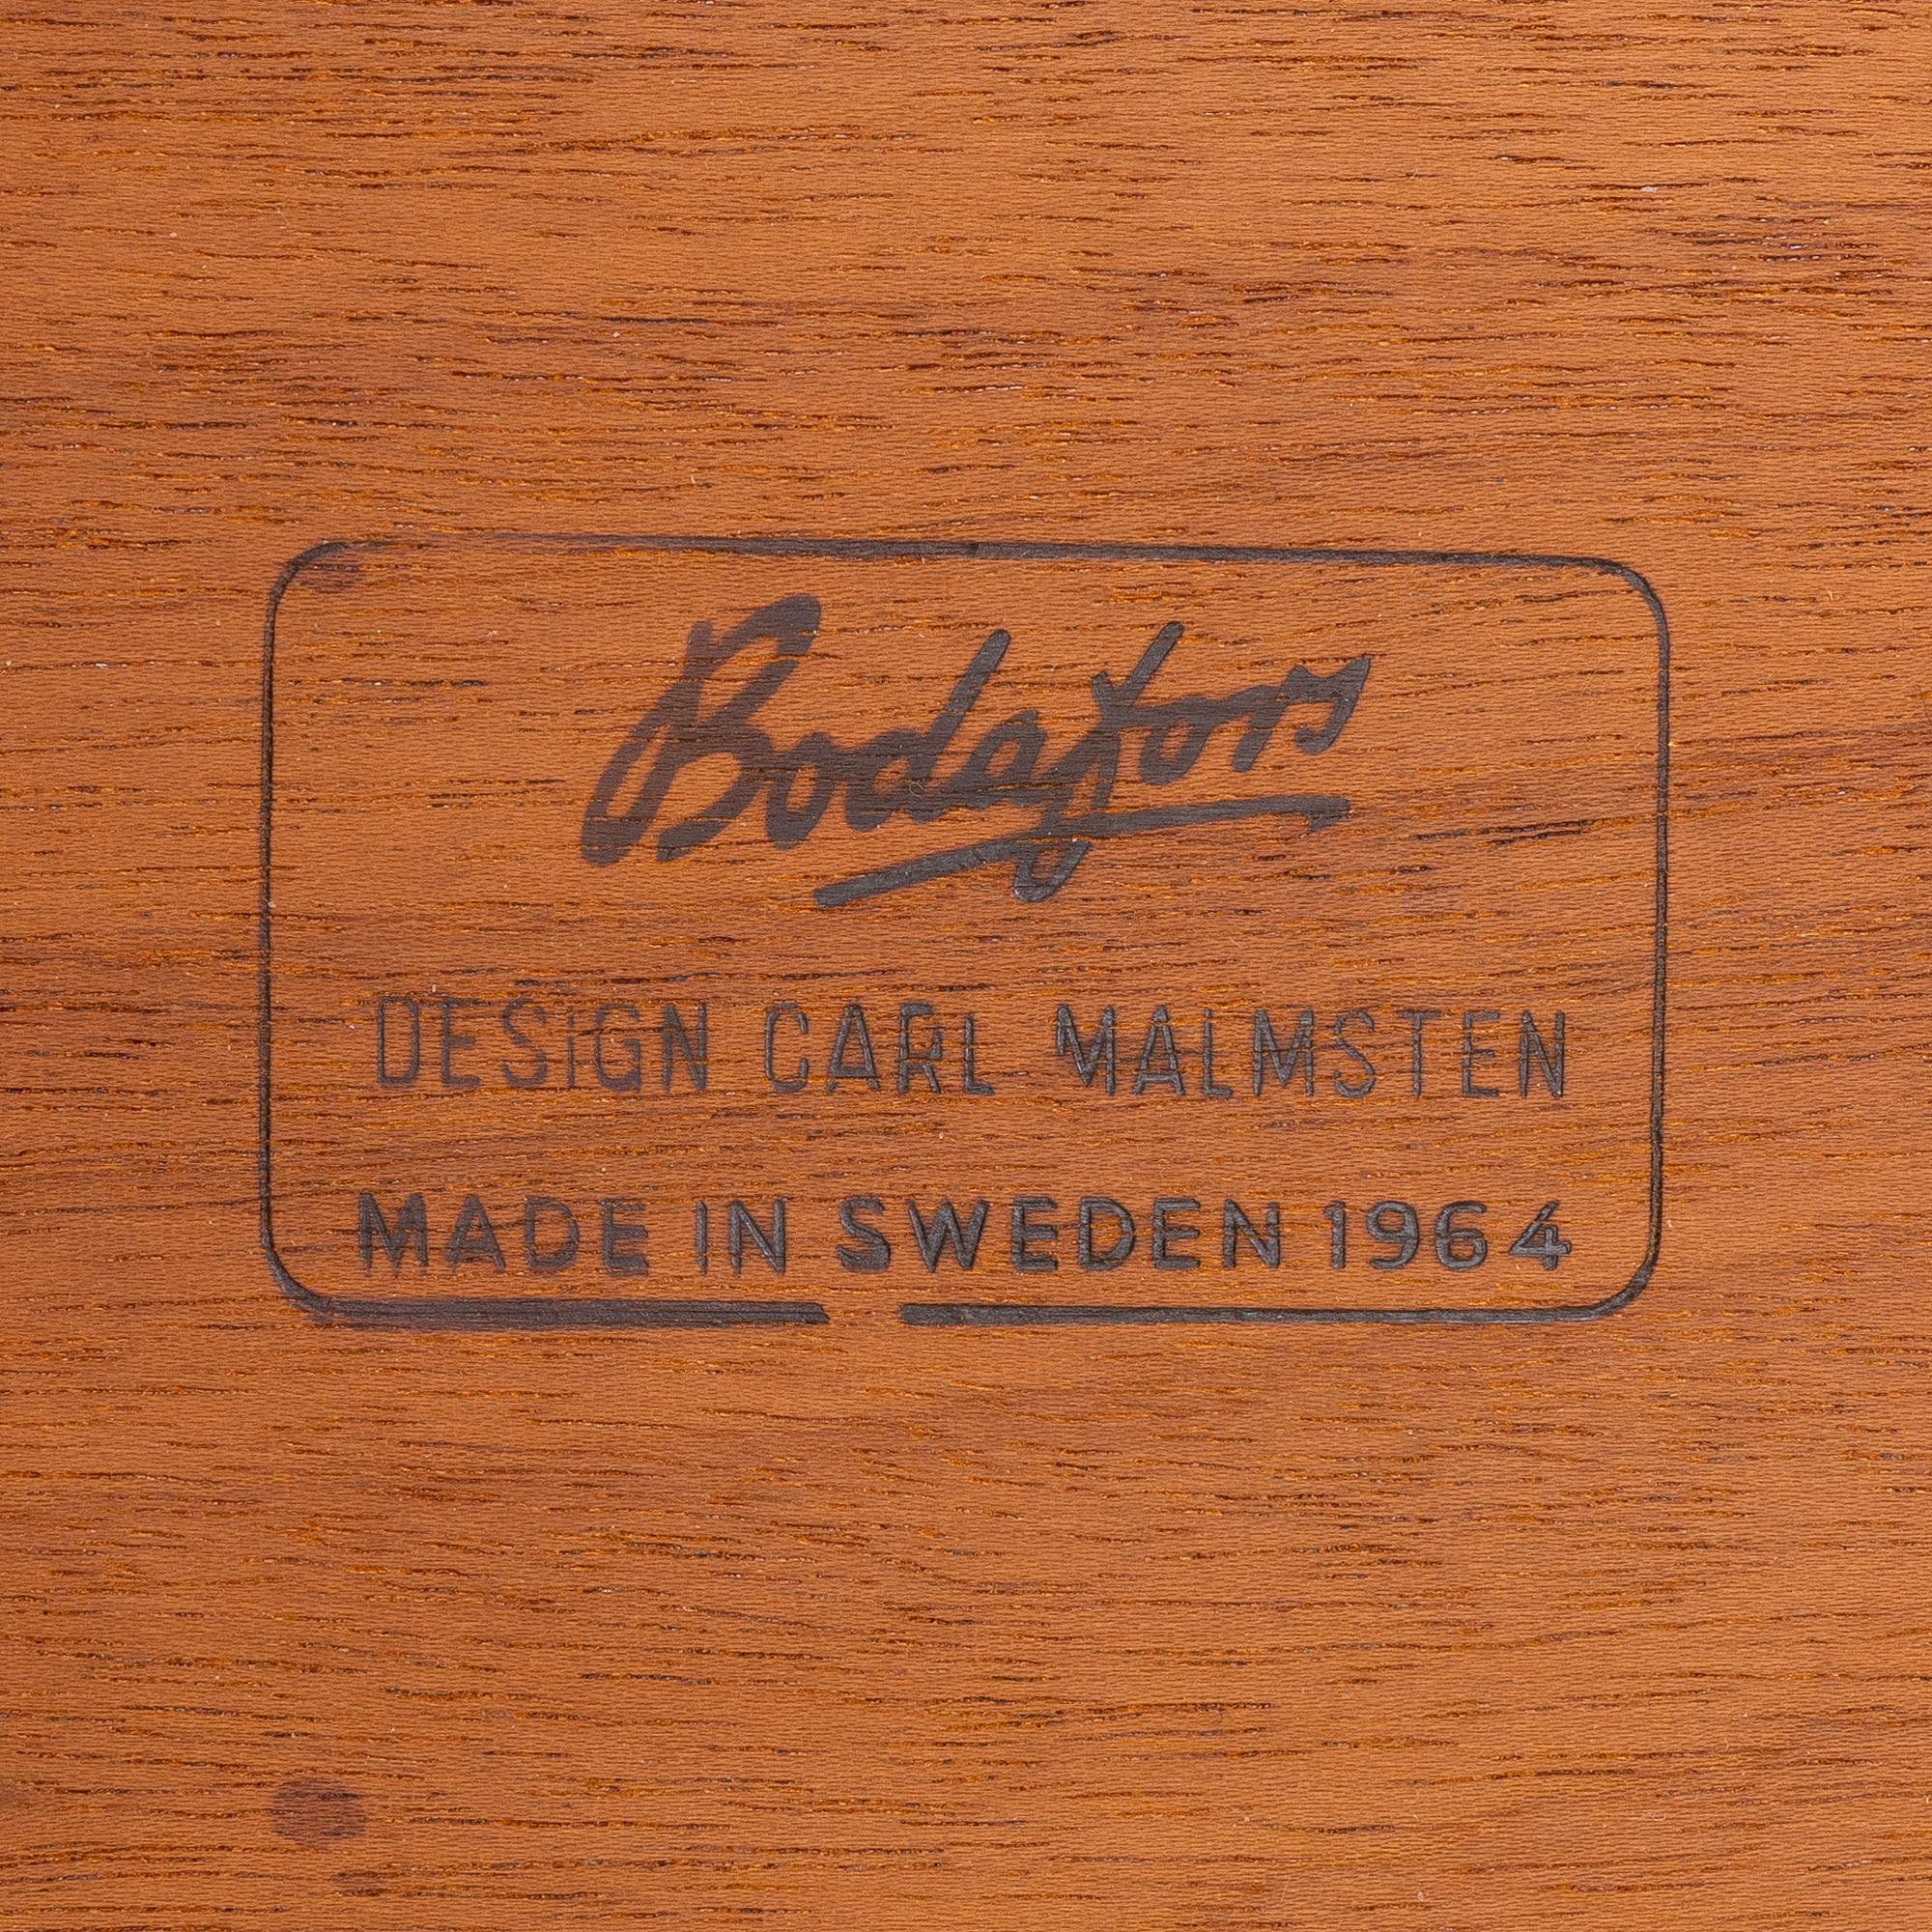 Bodafors
DESiGN CARL MALMSTEN
MADE IN SWEDEN 1964